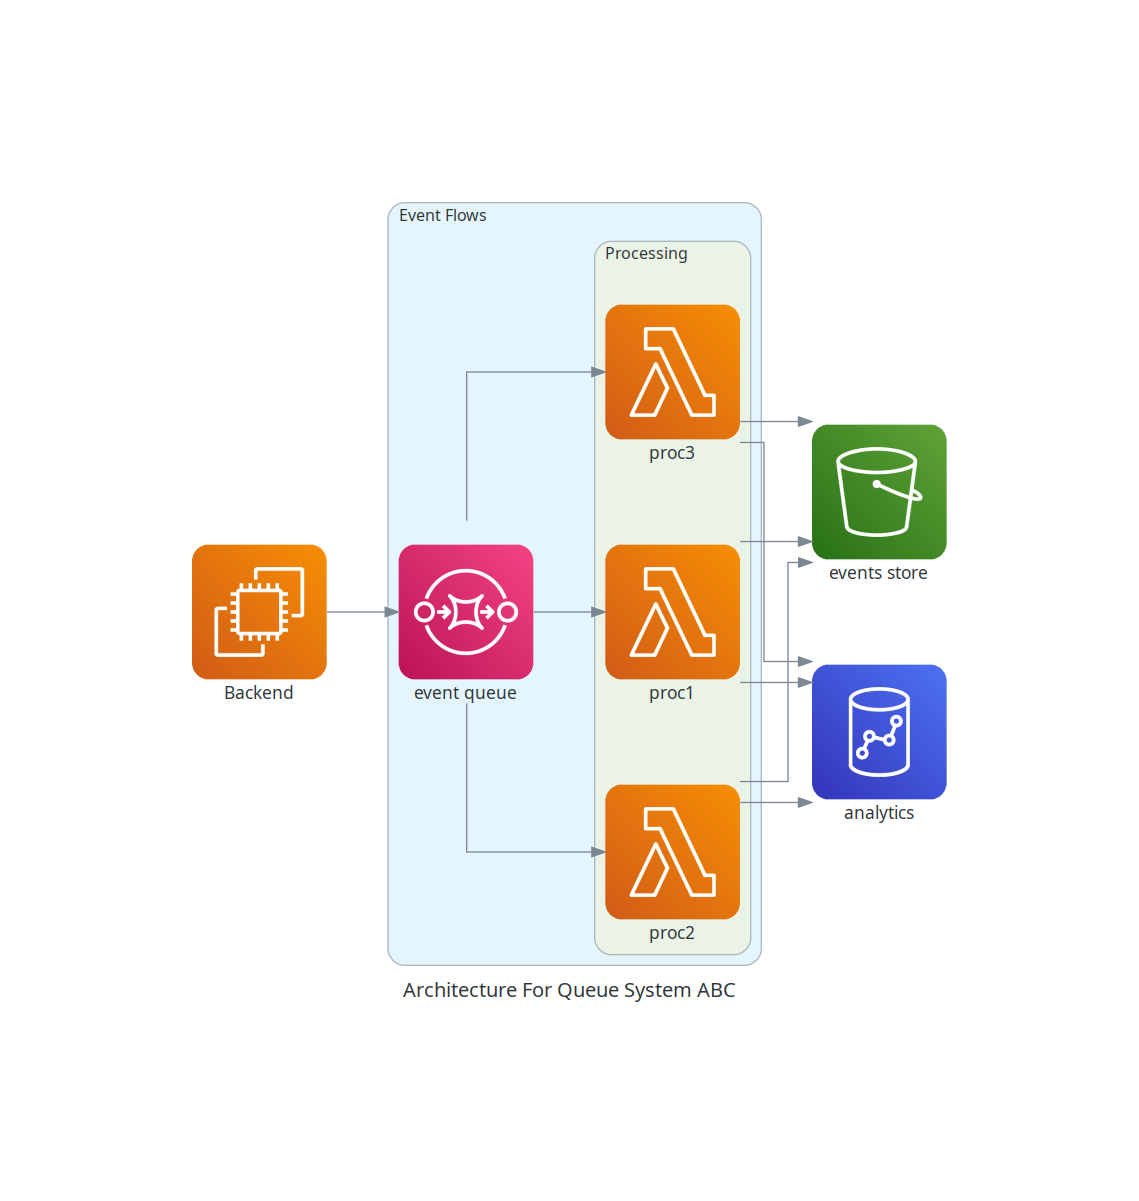 Event Flows
Processing
proc3
events store
Backend
event queue
proc1
analytics
proc2
Architecture For Queue System ABC